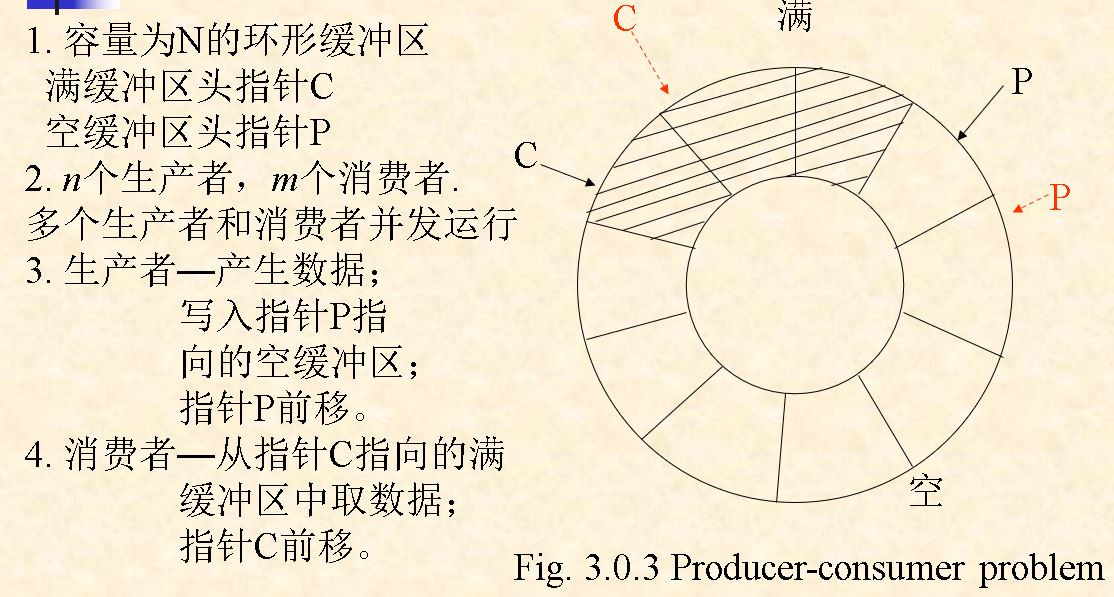 1. 容量为N的环形缓冲区
满缓冲区头指针C
空缓冲区头指针P
2. n个生产者，m个消费者.
多个生产者和消费者并发运行
3. 生产者—产生数据；
写入指针P指
向的空缓冲区；
指针P前移。
4. 消费者—从指针C指向的满
缓冲区中取数据；
指针C前移。
C
满
P
C
P
空
Fig. 3.0.3 Producer-consumer problem